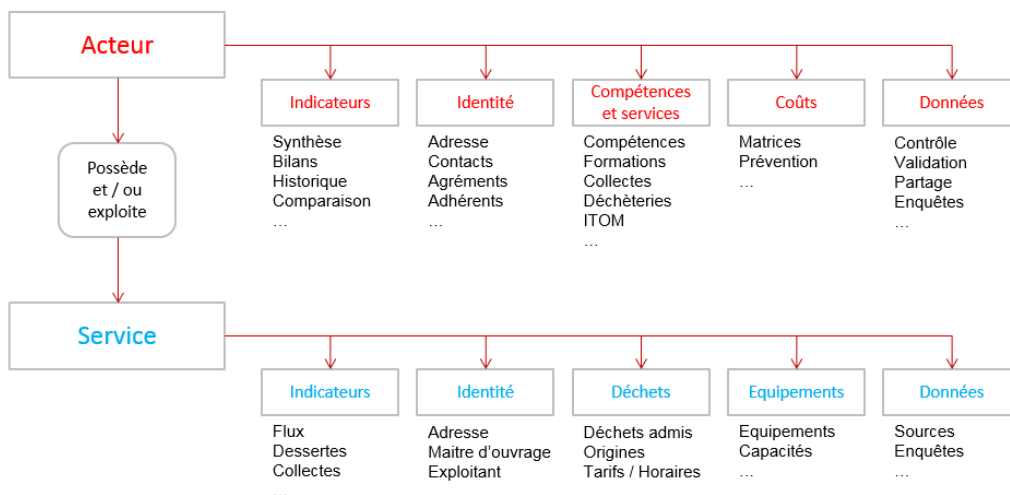 Acteur
Indicateurs
Identité
Compétences
et services
Coûts
Données
Synthèse
Bilans
Historique
Comparaison
…
Adresse
Contacts
Agréments
Adhérents
…
Compétences
Formations
Collectes
Déchèteries
ITOM
…
Matrices
Prévention
…
Contrôle
Validation
Partage
Enquêtes
…
Possède
et / ou
exploite
Service
Indicateurs
Identité
Déchets
Equipements
Données
Flux
Dessertes
Collectes
…
Adresse
Maitre d’ouvrage
Exploitant
Déchets admis
Origines
Tarifs / Horaires
Equipements
Capacités
…
Sources
Enquêtes
…